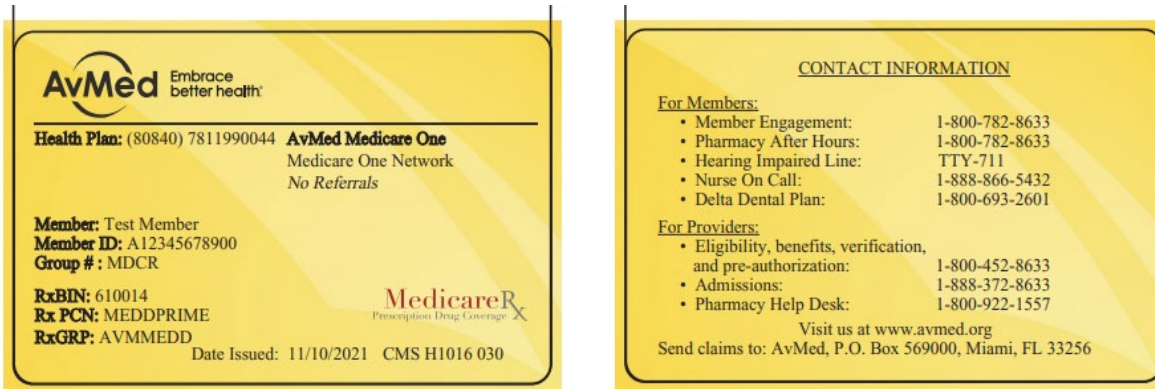 AvMed
Embrace
better health®
Health Plan: (80840) 7811990044 AvMed Medicare One
Medicare One Network
No Referrals
Member: Test Member
Member ID: A12345678900
Group # : MDCR
RxBIN: 610014
Rx PCN: MEDDPRIME
RxGRP: AVMMEDD
MedicareRx
Prescription Drug Coverage
Date Issued: 11/10/2021 CMS H1016 030
CONTACT INFORMATION
For Members:
• Member Engagement: 1-800-782-8633
• Pharmacy After Hours: 1-800-782-8633
• Hearing Impaired Line: TTY-711
• Nurse On Call: 1-888-866-5432
• Delta Dental Plan: 1-800-693-2601
For Providers:
• Eligibility, benefits, verification,
and pre-authorization: 1-800-452-8633
• Admissions: 1-888-372-8633
• Pharmacy Help Desk: 1-800-922-1557
Visit us at www.avmed.org
Send claims to: AvMed, P.O. Box 569000, Miami, FL 33256